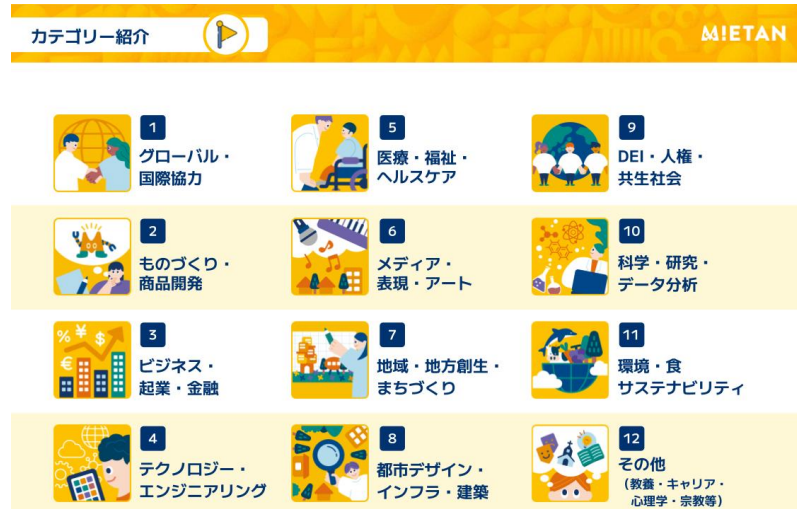 カテゴリー紹介
MIETAN
1
グローバル・
国際協力
2
ものづくり・
商品開発
3
ビジネス・
起業・金融
4
テクノロジー・
エンジニアリング
5
医療・福祉・
ヘルスケア
6
メディア・
表現・アート
7
地域・地方創生・
まちづくり
8
都市デザイン・
インフラ・建築
9
DEI・人権・
共生社会
10
科学・研究・
データ分析
11
環境・食
サステナビリティ
12
その他
(教養・キャリア・
心理学・宗教等)
% ¥ $
€